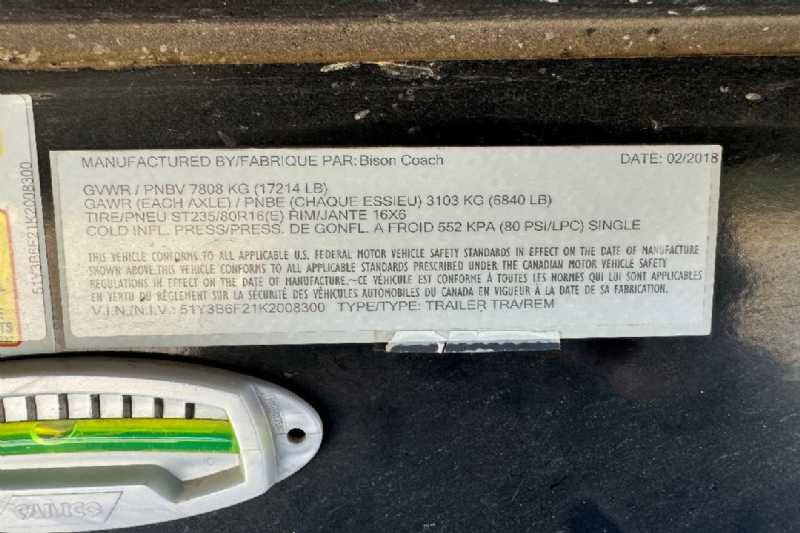 MANUFACTURED BY/FABRIQUE PAR: Bison Coach DATE: 02/2018
GVWR / PNBV 7808 KG (17214 LB)
GAWR (EACH AXLE) / PNBE (CHAQUE ESSIEU) 3103 KG (6840 LB)
TIRE/PNEU ST235/80R16(E) RIM/JANTE 16X6
COLD INFL. PRESS/PRESS. DE GONFL. A FROID 552 KPA (80 PSI/LPC) SINGLE
THIS VEHICLE CONFORMS TO ALL APPLICABLE U.S. FEDERAL MOTOR VEHICLE SAFETY STANDARDS IN EFFECT ON THE DATE OF MANUFACTURE
SHOWN ABOVE.THIS VEHICLE CONFORMS TO ALL APPLICABLE STANDARDS PRESCRIBED UNDER THE CANADIAN MOTOR VEHICLE SAFETY
REGULATIONS IN EFFECT ON THE DATE OF MANUFACTURE.~CE VÉHICULE EST CONFORME À TOUTES LES NORMES QUI LUI SONT APPLICABLES
EN VERTU DU RÈGLEMENT SUR LA SÉCURITÉ DES VÉHICULES AUTOMOBILES DU CANADA EN VIGUEUR À LA DATE DE SA FABRICATION.
V.I.N./N.I.V.: 51Y3B6F21K2008300 TYPE/TYPE: TRAILER TRA/REM
51Y3B6F21K2008300